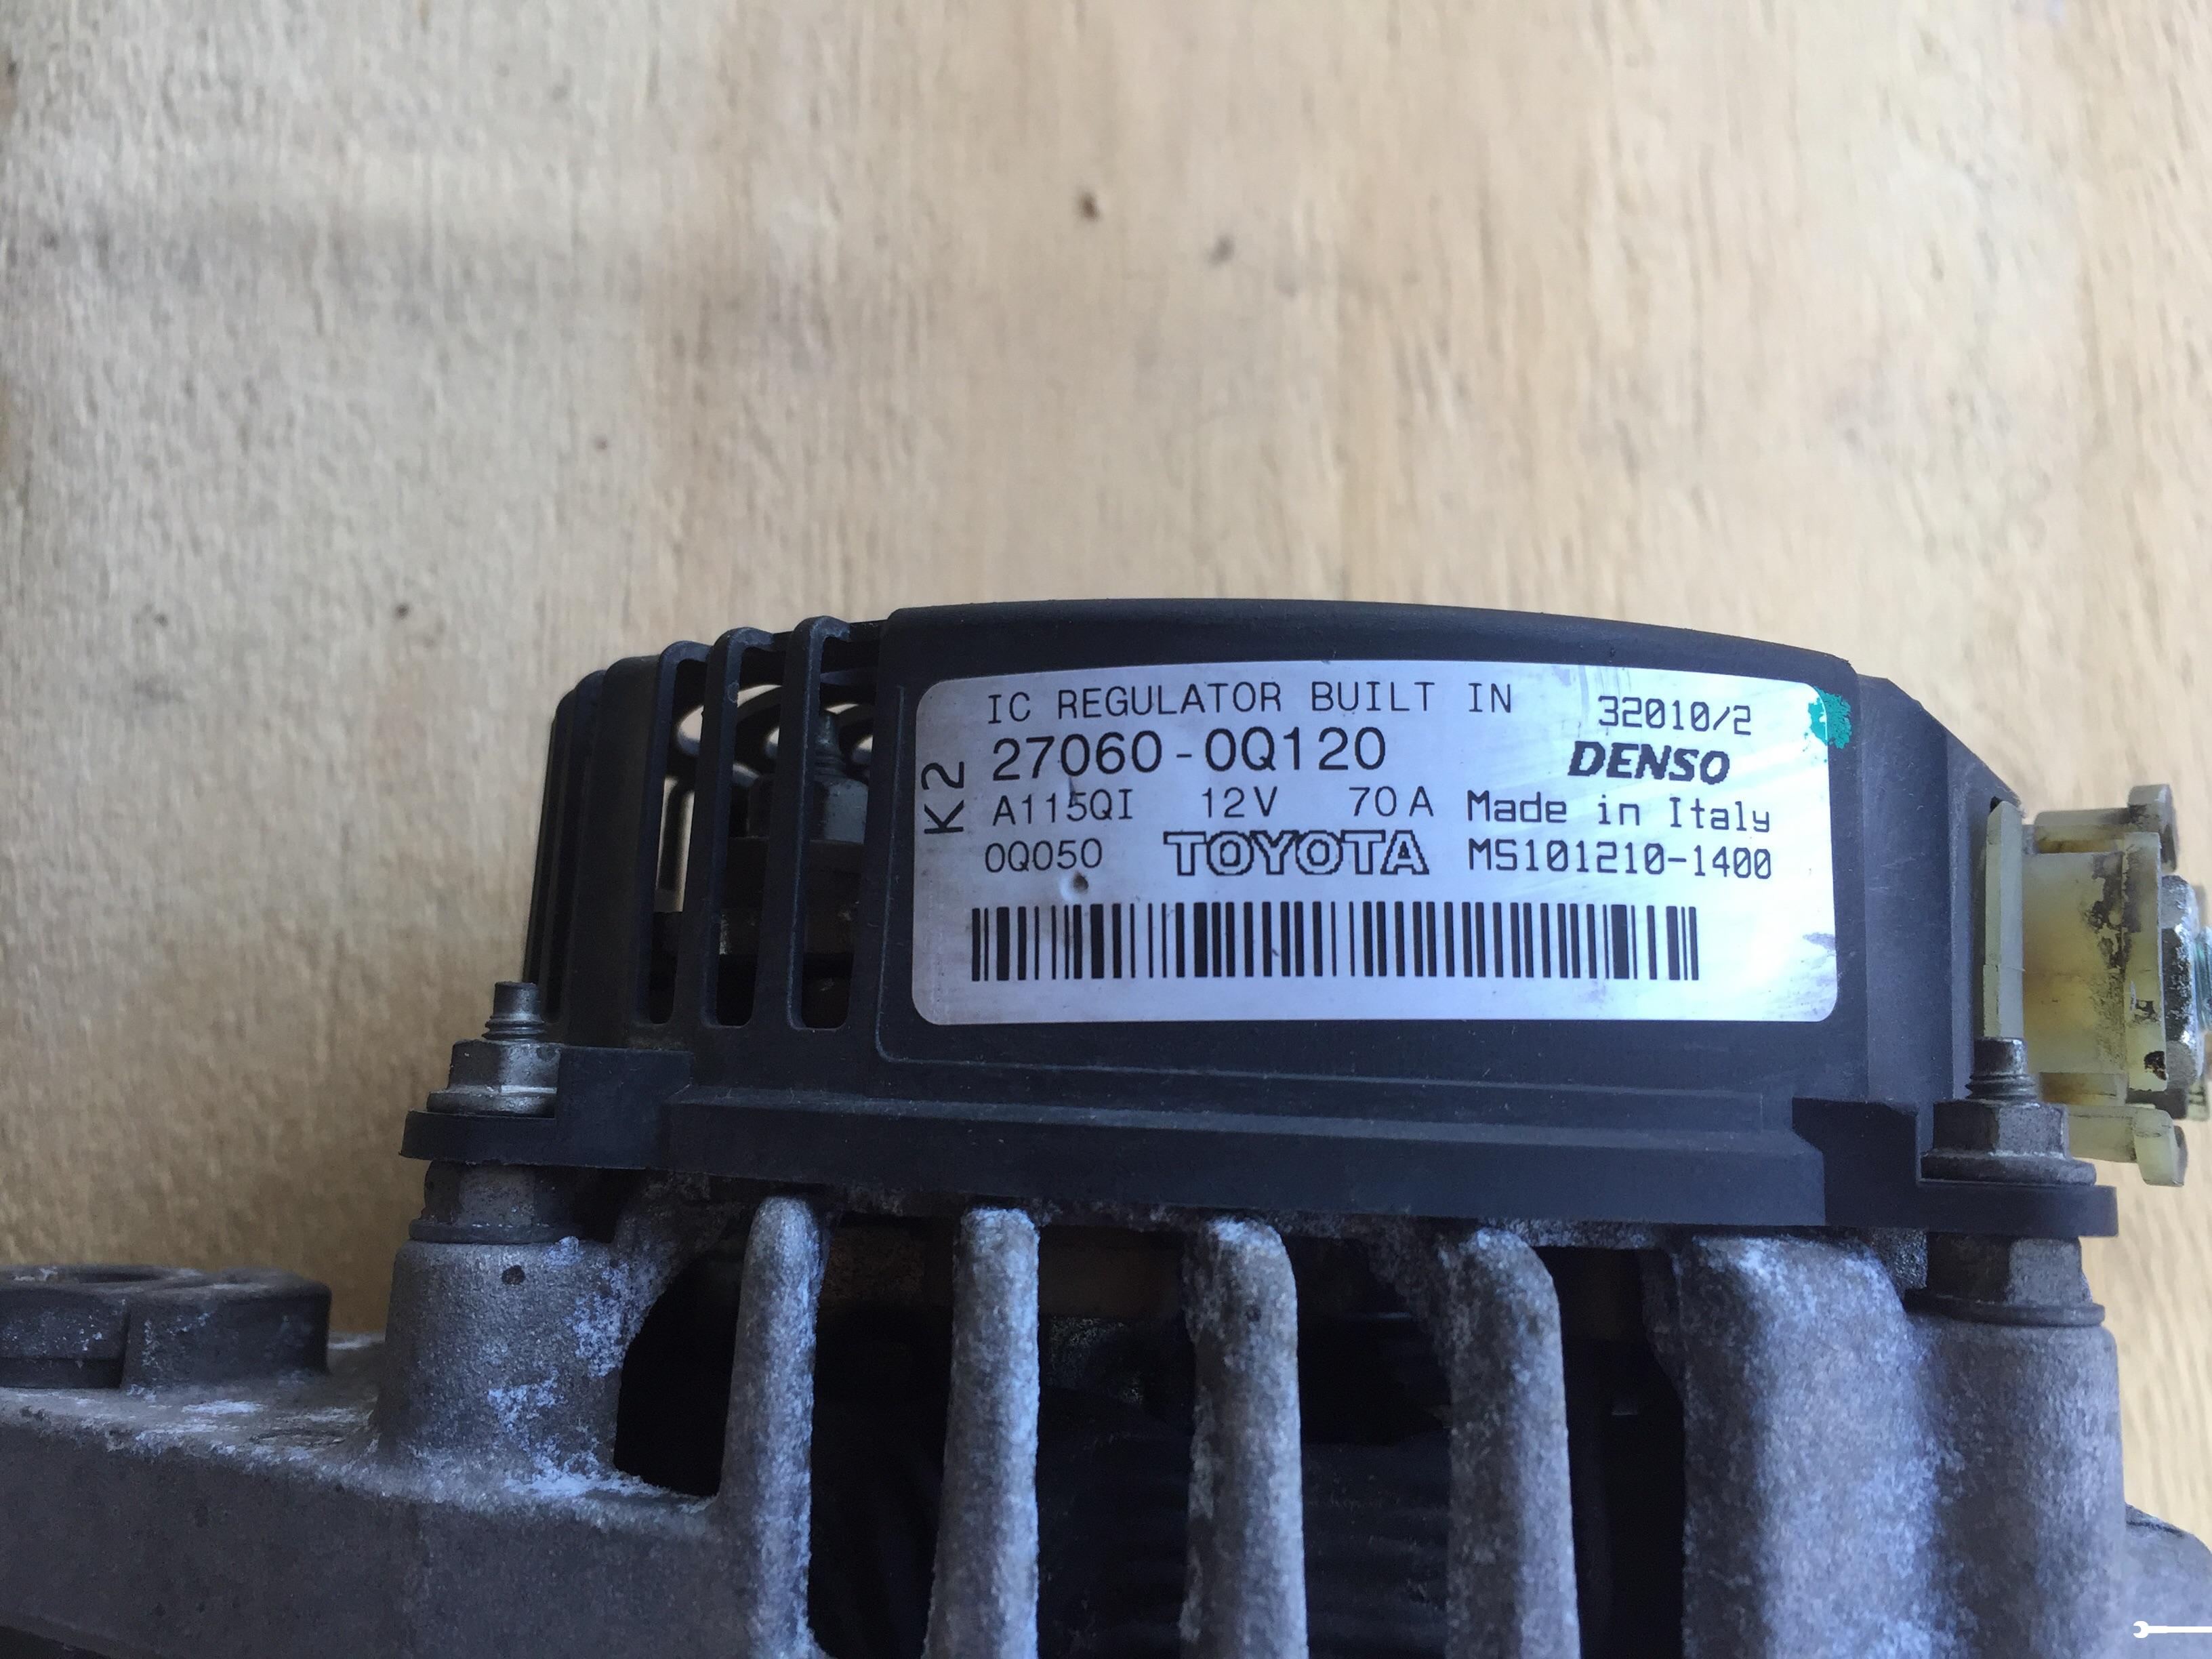 IC REGULATOR BUILT IN 32010/2
27060-0Q120 DENSO
K2
A115QI 12V 70A Made in Italy
0Q050 TOYOTA MS101210-1400